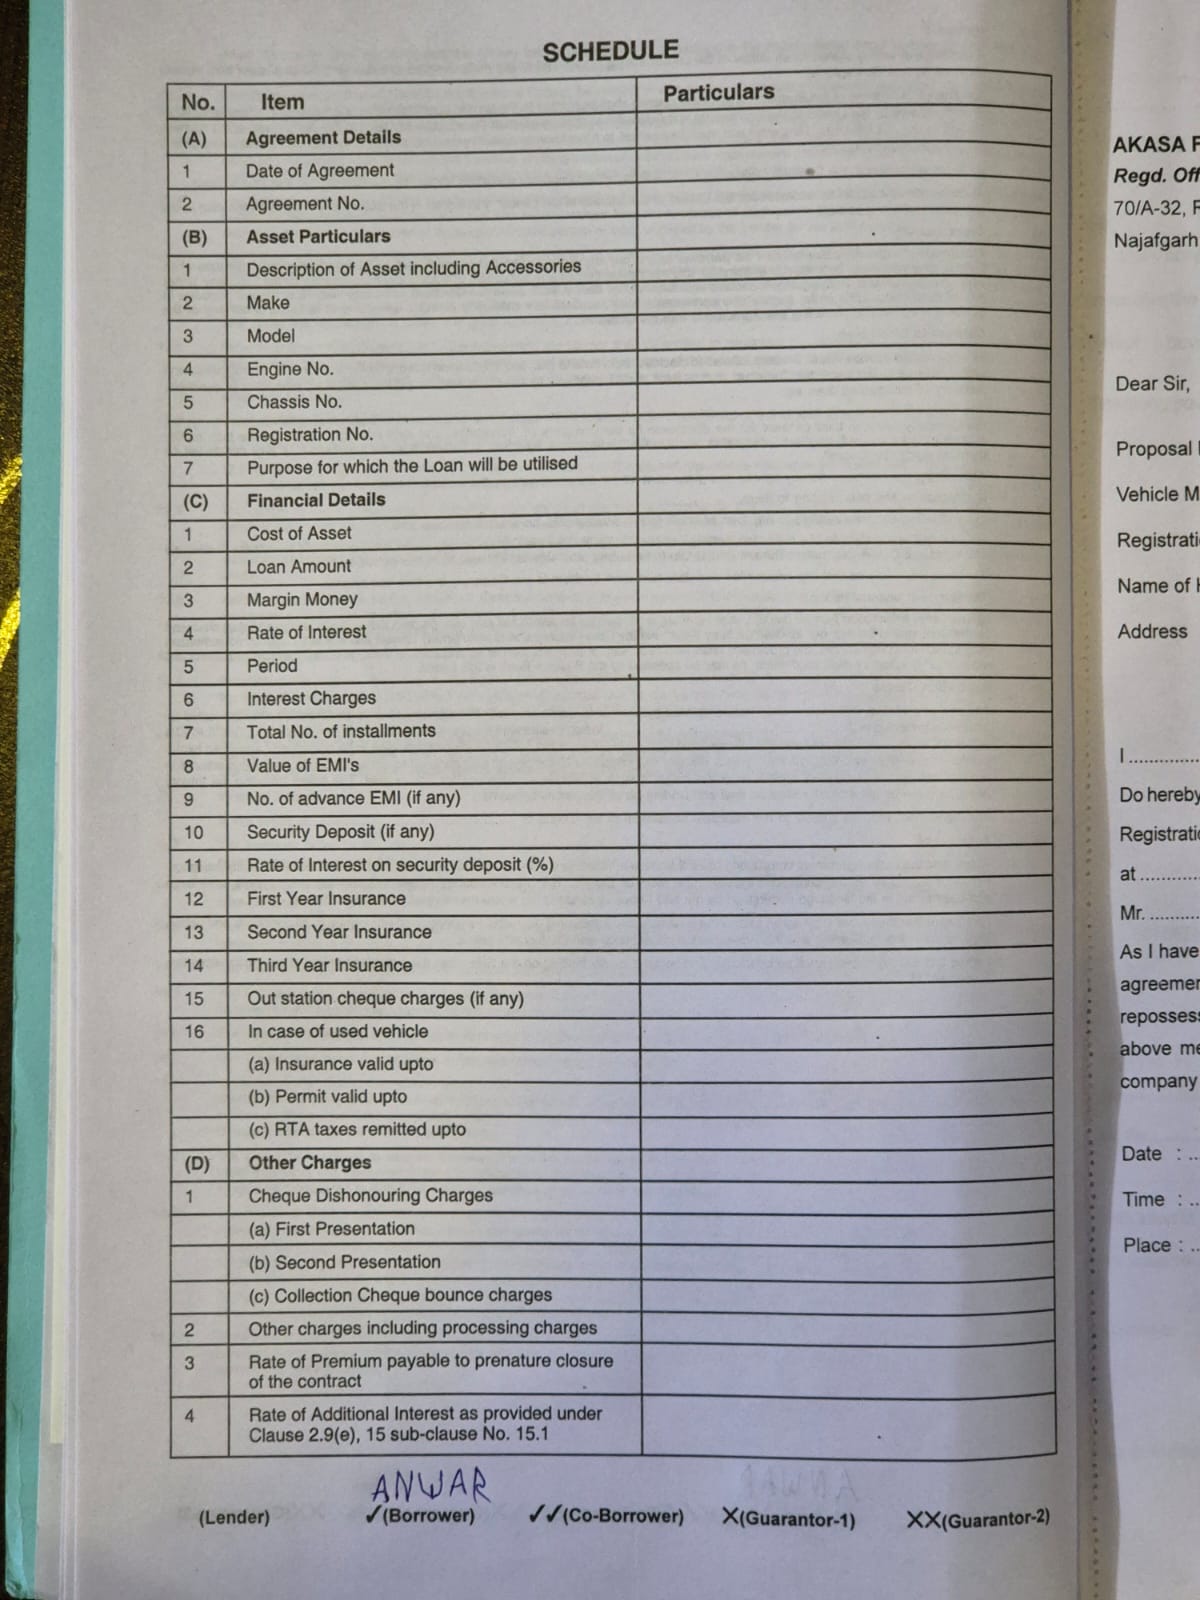 SCHEDULE
No. Item Particulars
(A) Agreement Details
1 Date of Agreement
2 Agreement No.
(B) Asset Particulars
1 Description of Asset including Accessories
2 Make
3 Model
4 Engine No.
5 Chassis No.
6 Registration No.
7 Purpose for which the Loan will be utilised
(C) Financial Details
1 Cost of Asset
2 Loan Amount
3 Margin Money
4 Rate of Interest
5 Period
6 Interest Charges
7 Total No. of installments
8 Value of EMI's
9 No. of advance EMI (if any)
10 Security Deposit (if any)
11 Rate of Interest on security deposit (%)
12 First Year Insurance
13 Second Year Insurance
14 Third Year Insurance
15 Out station cheque charges (if any)
16 In case of used vehicle
(a) Insurance valid upto
(b) Permit valid upto
(c) RTA taxes remitted upto
(D) Other Charges
1 Cheque Dishonouring Charges
(a) First Presentation
(b) Second Presentation
(c) Collection Cheque bounce charges
2 Other charges including processing charges
3 Rate of Premium payable to prenature closure
of the contract
4 Rate of Additional Interest as provided under
Clause 2.9(e), 15 sub-clause No. 15.1
ANWAR
(Lender) ✓(Borrower) ✓✓(Co-Borrower) X(Guarantor-1) XX(Guarantor-2)
AKASA
Regd. Off
70/A-32,
Najafgarh
Dear Sir,
Proposal
Vehicle M
Registrati
Name of
Address
I ..............
Do hereby
Registrati
at ............
Mr. ..........
As I have
agreemen
repossess
above me
company
Date : ..
Time : ..
Place : ..